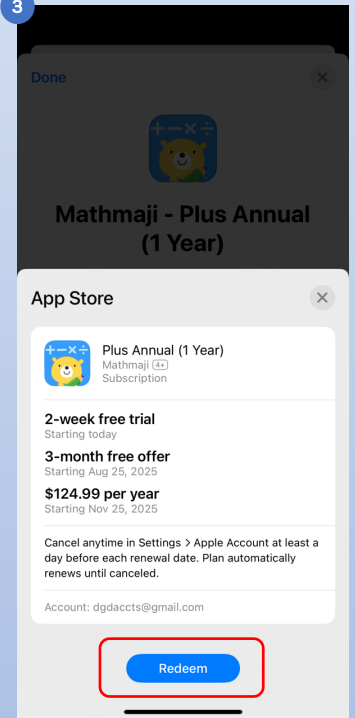 3
Done
+−×÷
Mathmaji - Plus Annual
(1 Year)
App Store
+−×÷
Plus Annual (1 Year)
Mathmaji 4+
Subscription
2-week free trial
Starting today
3-month free offer
Starting Aug 25, 2025
$124.99 per year
Starting Nov 25, 2025
Cancel anytime in Settings > Apple Account at least a
day before each renewal date. Plan automatically
renews until canceled.
Account: dgdaccts@gmail.com
Redeem